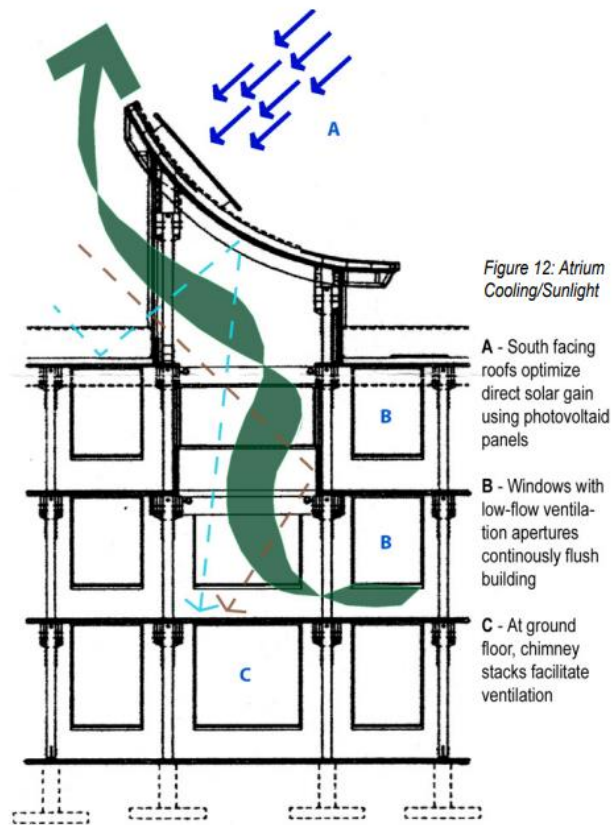 A
Figure 12: Atrium
Cooling/Sunlight
A - South facing
roofs optimize
direct solar gain
using photovoltaid
panels
B
B - Windows with
low-flow ventila-
tion apertures
continously flush
building
B
C - At ground
floor, chimney
stacks facilitate
ventilation
C